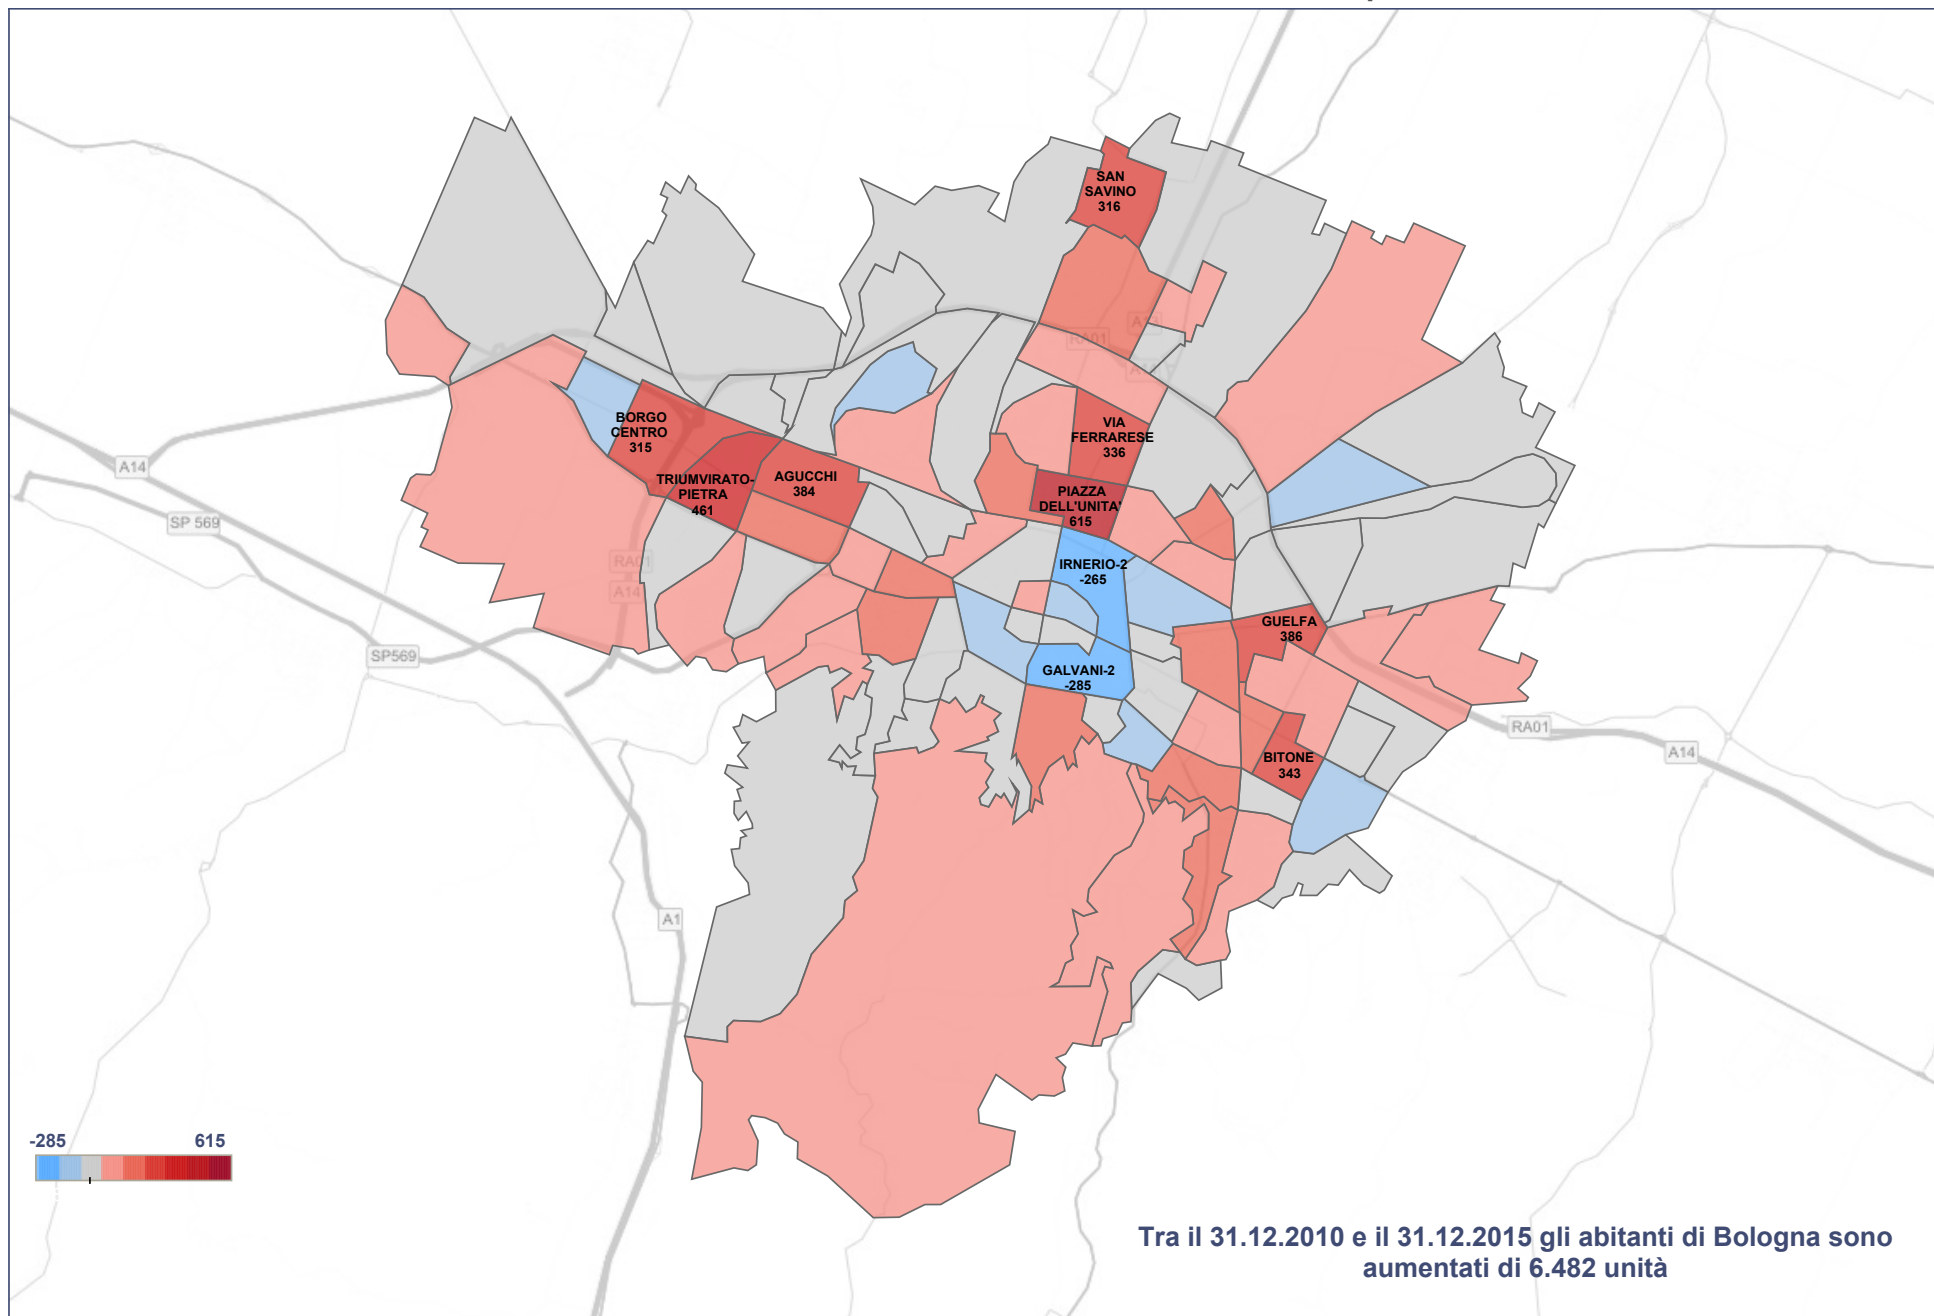 SAN
SAVINO
316
A13
RA01
BORGO
CENTRO
315
VIA
FERRARESE
336
A14
TRIUMVIRATO-
PIETRA
461
AGUCCHI
384
PIAZZA
DELL'UNITA'
615
SP 569
RA01
A14
IRNERIO-2
-265
GUELFA
386
SP569
GALVANI-2
-285
RA01
A14
BITONE
343
A1
-285 615
Tra il 31.12.2010 e il 31.12.2015 gli abitanti di Bologna sono
aumentati di 6.482 unità